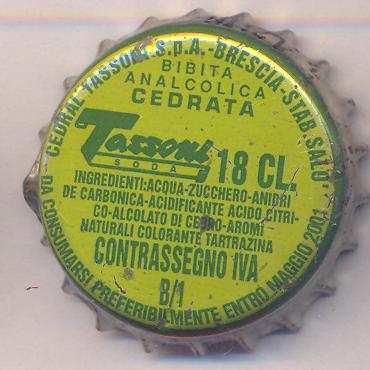 CEDRAL-TASSONI S.p.A.-BRESCIA-STAB.SALO'
BIBITA
ANALCOLICA
CEDRATA
Tassoni
SODA
18 CL.
INGREDIENTI:ACQUA-ZUCCHERO-ANIDRI
DE CARBONICA-ACIDIFICANTE ACIDO CITRI-
CO-ALCOLATO DI CEDRO-AROMI
NATURALI COLORANTE TARTRAZINA
CONTRASSEGNO IVA
B/1
DA CONSUMARSI PREFERIBILMENTE ENTRO MAGGIO 2001